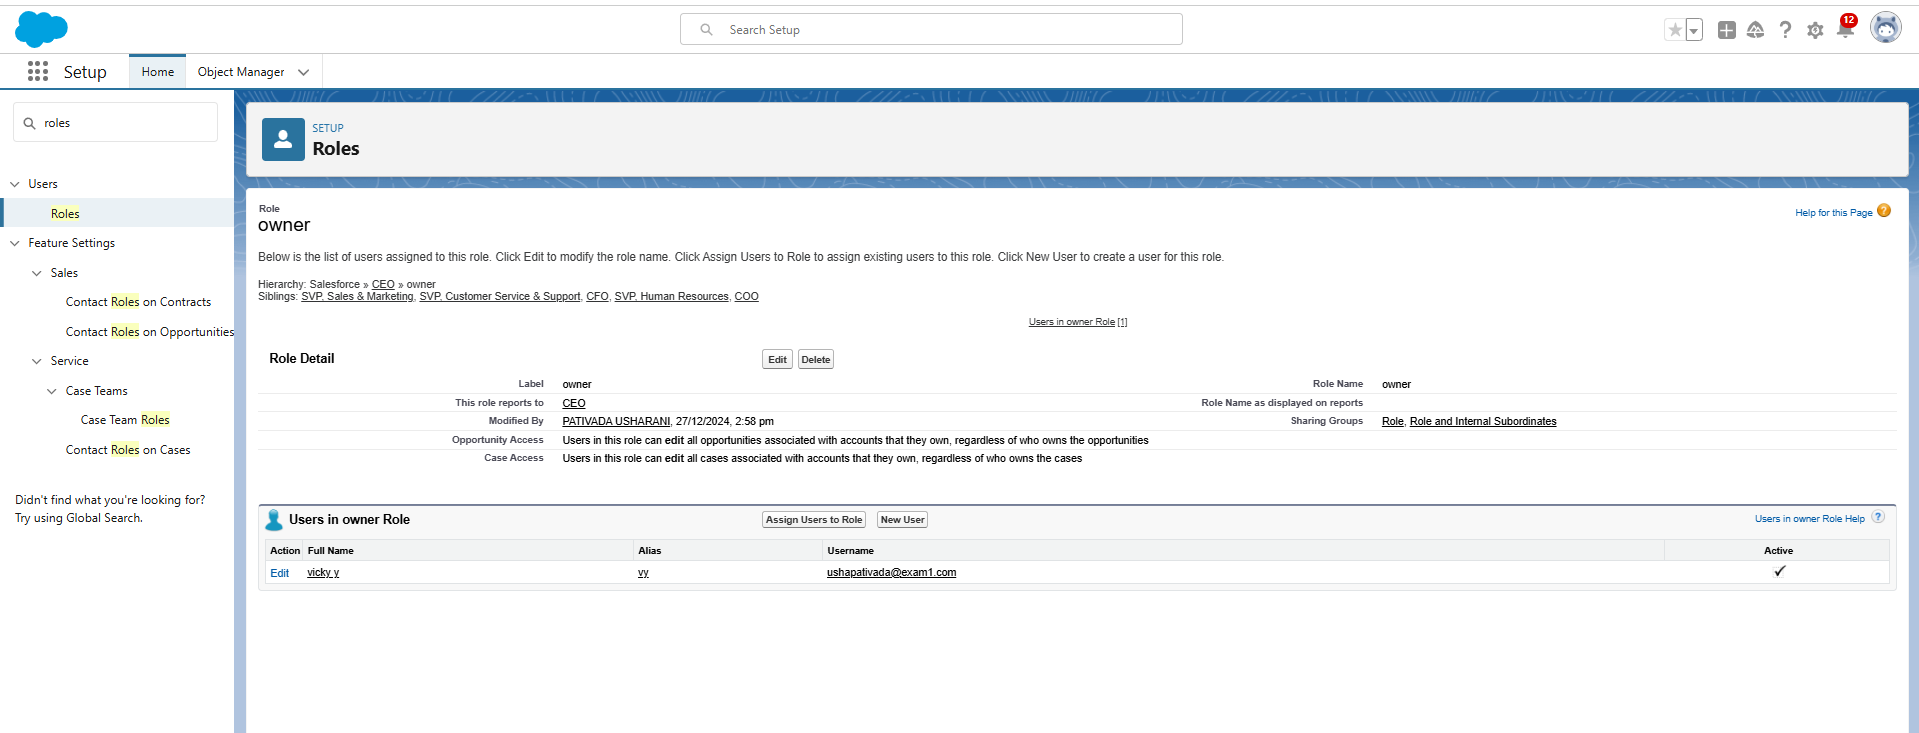 Search Setup
12
Setup
Home
Object Manager
roles
Users
Roles
Feature Settings
Sales
Contact Roles on Contracts
Contact Roles on Opportunities
Service
Case Teams
Case Team Roles
Contact Roles on Cases
Didn't find what you're looking for?
Try using Global Search.
SETUP
Roles
Role
owner
Help for this Page ?
Below is the list of users assigned to this role. Click Edit to modify the role name. Click Assign Users to Role to assign existing users to this role. Click New User to create a user for this role.
Hierarchy: Salesforce » CEO » owner
Siblings: SVP, Sales & Marketing, SVP, Customer Service & Support, CFO, SVP, Human Resources, COO
Users in owner Role [1]
Role Detail Edit Delete
Label owner Role Name owner
This role reports to CEO Role Name as displayed on reports
Modified By PATIVADA USHARANI, 27/12/2024, 2:58 pm Sharing Groups Role, Role and Internal Subordinates
Opportunity Access Users in this role can edit all opportunities associated with accounts that they own, regardless of who owns the opportunities
Case Access Users in this role can edit all cases associated with accounts that they own, regardless of who owns the cases
Users in owner Role Assign Users to Role New User Users in owner Role Help ?
Action Full Name Alias Username Active
Edit vicky y vy ushapativada@exam1.com ✓